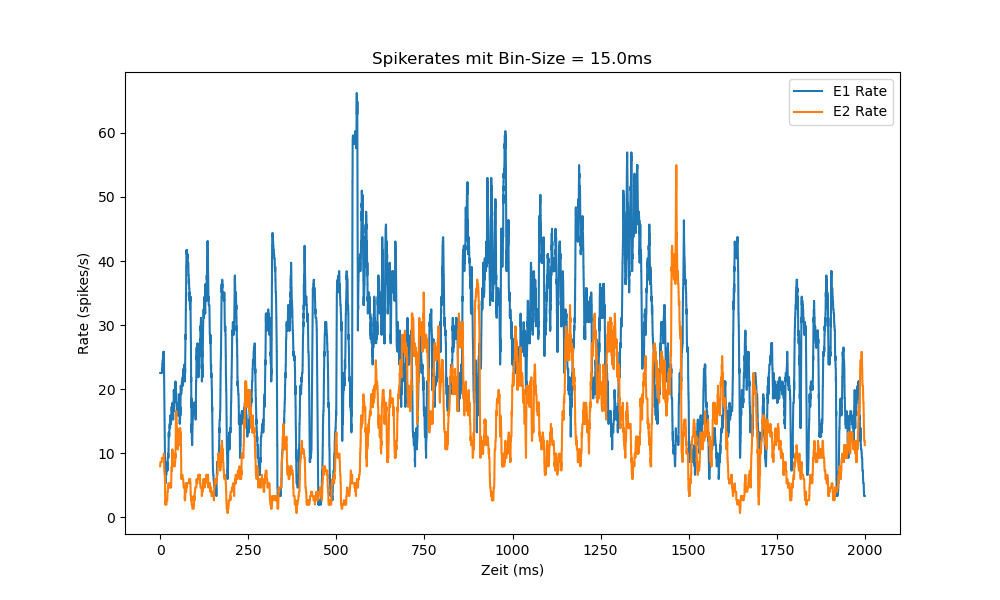 Spikerates mit Bin-Size = 15.0ms
E1 Rate
E2 Rate
Rate (spikes/s)
60
50
40
30
20
10
0
0 250 500 750 1000 1250 1500 1750 2000
Zeit (ms)